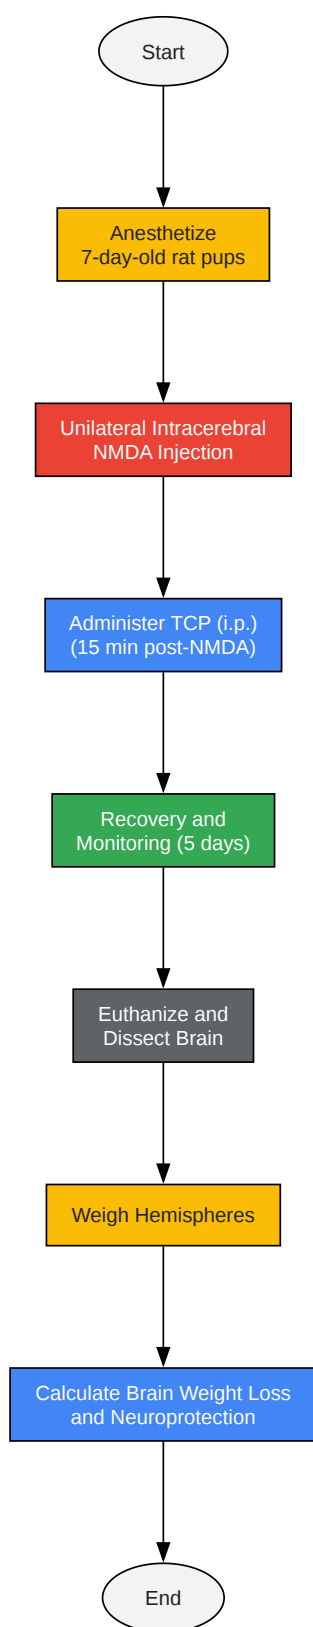 Start
Anesthetize
7-day-old rat pups
Unilateral Intracerebral
NMDA Injection
Administer TCP (i.p.)
(15 min post-NMDA)
Recovery and
Monitoring (5 days)
Euthanize and
Dissect Brain
Weigh Hemispheres
Calculate Brain Weight Loss
and Neuroprotection
End